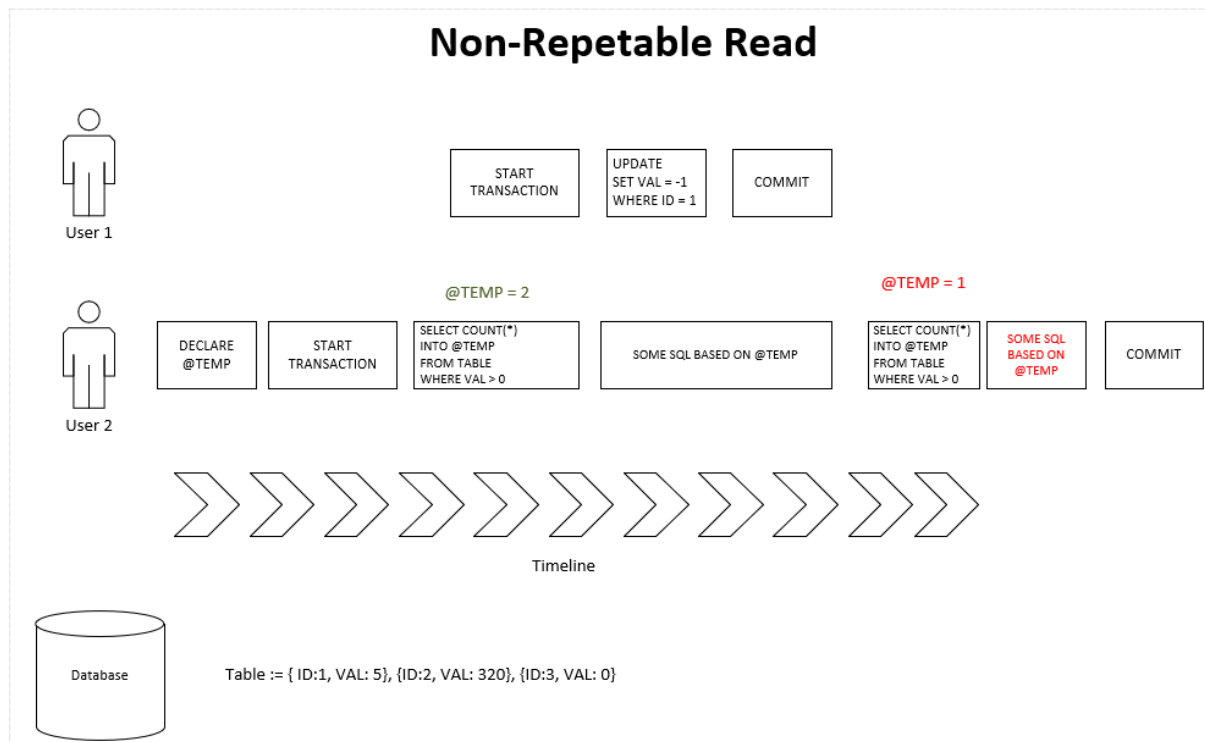 Non-Repetable Read
START
TRANSACTION
UPDATE
SET VAL = -1
WHERE ID = 1
COMMIT
User 1
@TEMP = 2
@TEMP = 1
DECLARE
@TEMP
START
TRANSACTION
SELECT COUNT(*)
INTO @TEMP
FROM TABLE
WHERE VAL > 0
SOME SQL BASED ON @TEMP
SELECT COUNT(*)
INTO @TEMP
FROM TABLE
WHERE VAL > 0
SOME SQL
BASED ON
@TEMP
COMMIT
User 2
Timeline
Database
Table := { ID:1, VAL: 5}, {ID:2, VAL: 320}, {ID:3, VAL: 0}